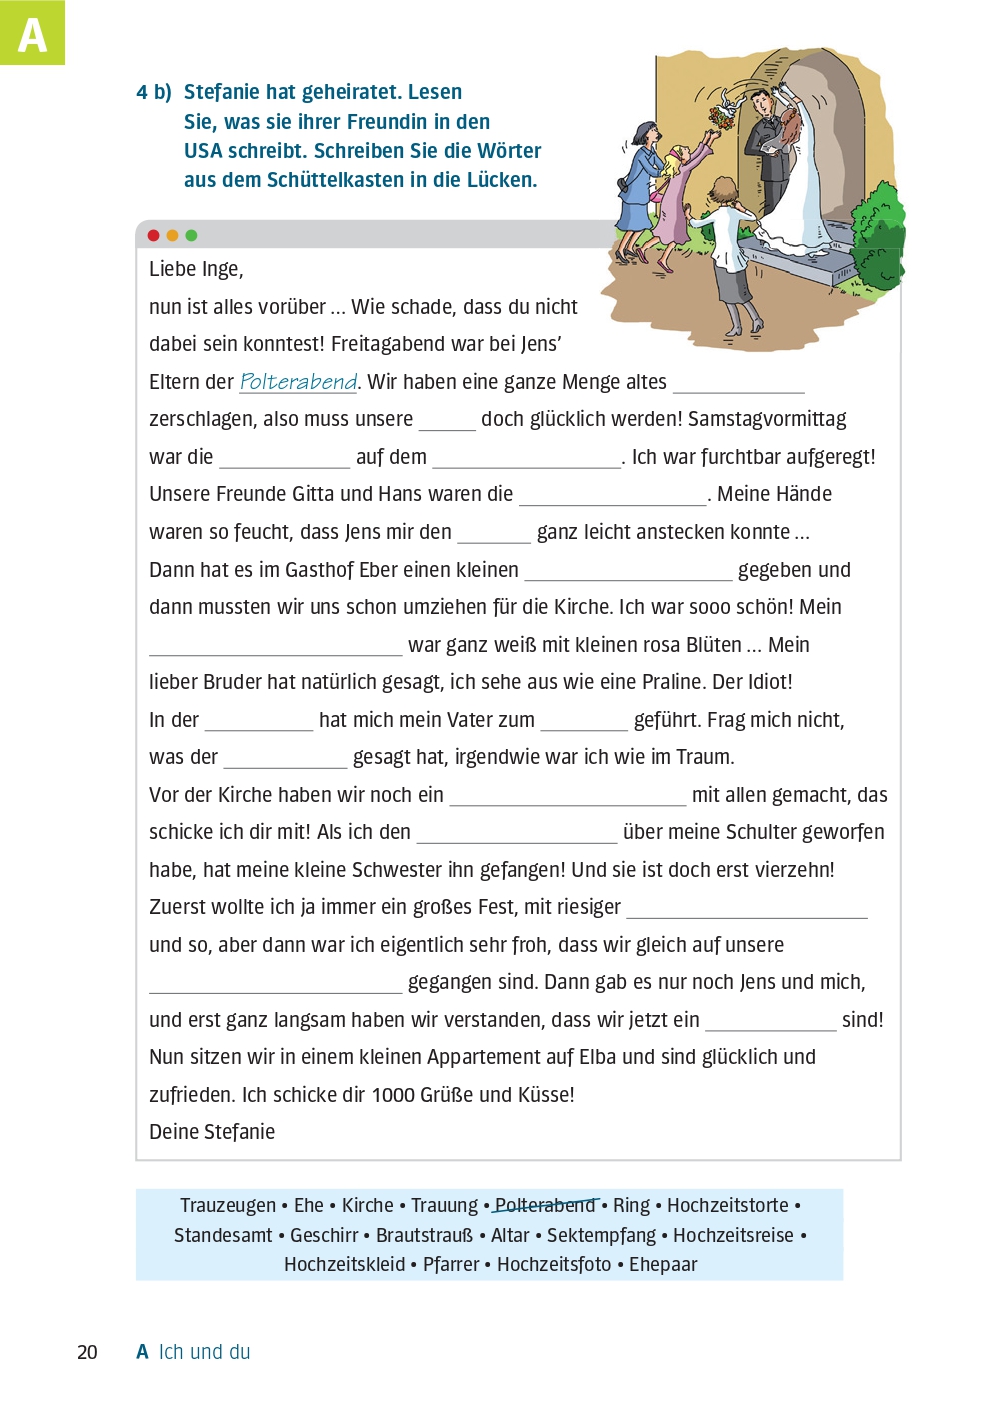 A
4 b) Stefanie hat geheiratet. Lesen
Sie, was sie ihrer Freundin in den
USA schreibt. Schreiben Sie die Wörter
aus dem Schüttelkasten in die Lücken.
Liebe Inge,
nun ist alles vorüber ... Wie schade, dass du nicht
dabei sein konntest! Freitagabend war bei Jens’
Eltern der Polterabend. Wir haben eine ganze Menge altes ____________
zerschlagen, also muss unsere _____ doch glücklich werden! Samstagvormittag
war die ____________ auf dem _________________. Ich war furchtbar aufgeregt!
Unsere Freunde Gitta und Hans waren die _________________. Meine Hände
waren so feucht, dass Jens mir den _______ ganz leicht anstecken konnte ...
Dann hat es im Gasthof Eber einen kleinen ___________________ gegeben und
dann mussten wir uns schon umziehen für die Kirche. Ich war sooo schön! Mein
_______________________ war ganz weiß mit kleinen rosa Blüten ... Mein
lieber Bruder hat natürlich gesagt, ich sehe aus wie eine Praline. Der Idiot!
In der __________ hat mich mein Vater zum ________ geführt. Frag mich nicht,
was der ___________ gesagt hat, irgendwie war ich wie im Traum.
Vor der Kirche haben wir noch ein _____________________ mit allen gemacht, das
schicke ich dir mit! Als ich den __________________ über meine Schulter geworfen
habe, hat meine kleine Schwester ihn gefangen! Und sie ist doch erst vierzehn!
Zuerst wollte ich ja immer ein großes Fest, mit riesiger ______________________
und so, aber dann war ich eigentlich sehr froh, dass wir gleich auf unsere
_______________________ gegangen sind. Dann gab es nur noch Jens und mich,
und erst ganz langsam haben wir verstanden, dass wir jetzt ein ____________ sind!
Nun sitzen wir in einem kleinen Appartement auf Elba und sind glücklich und
zufrieden. Ich schicke dir 1000 Grüße und Küsse!
Deine Stefanie
Trauzeugen • Ehe • Kirche • Trauung • Polterabend • Ring • Hochzeitstorte •
Standesamt • Geschirr • Brautstrauß • Altar • Sektempfang • Hochzeitsreise •
Hochzeitskleid • Pfarrer • Hochzeitsfoto • Ehepaar
20 A Ich und du